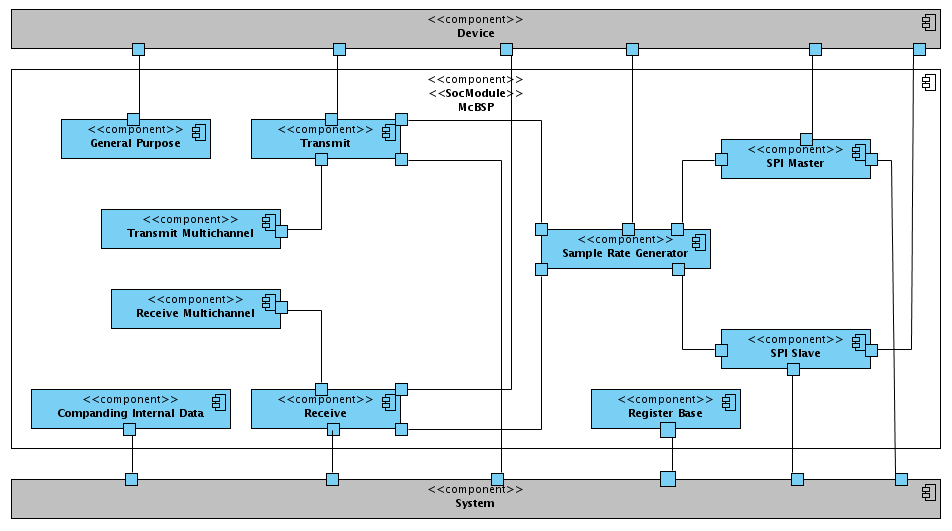 <<component>>
Device
<<component>>
<<SocModule>>
McBSP
<<component>>
General Purpose
<<component>>
Transmit
<<component>>
SPI Master
<<component>>
Transmit Multichannel
<<component>>
Sample Rate Generator
<<component>>
Receive Multichannel
<<component>>
SPI Slave
<<component>>
Companding Internal Data
<<component>>
Receive
<<component>>
Register Base
<<component>>
System